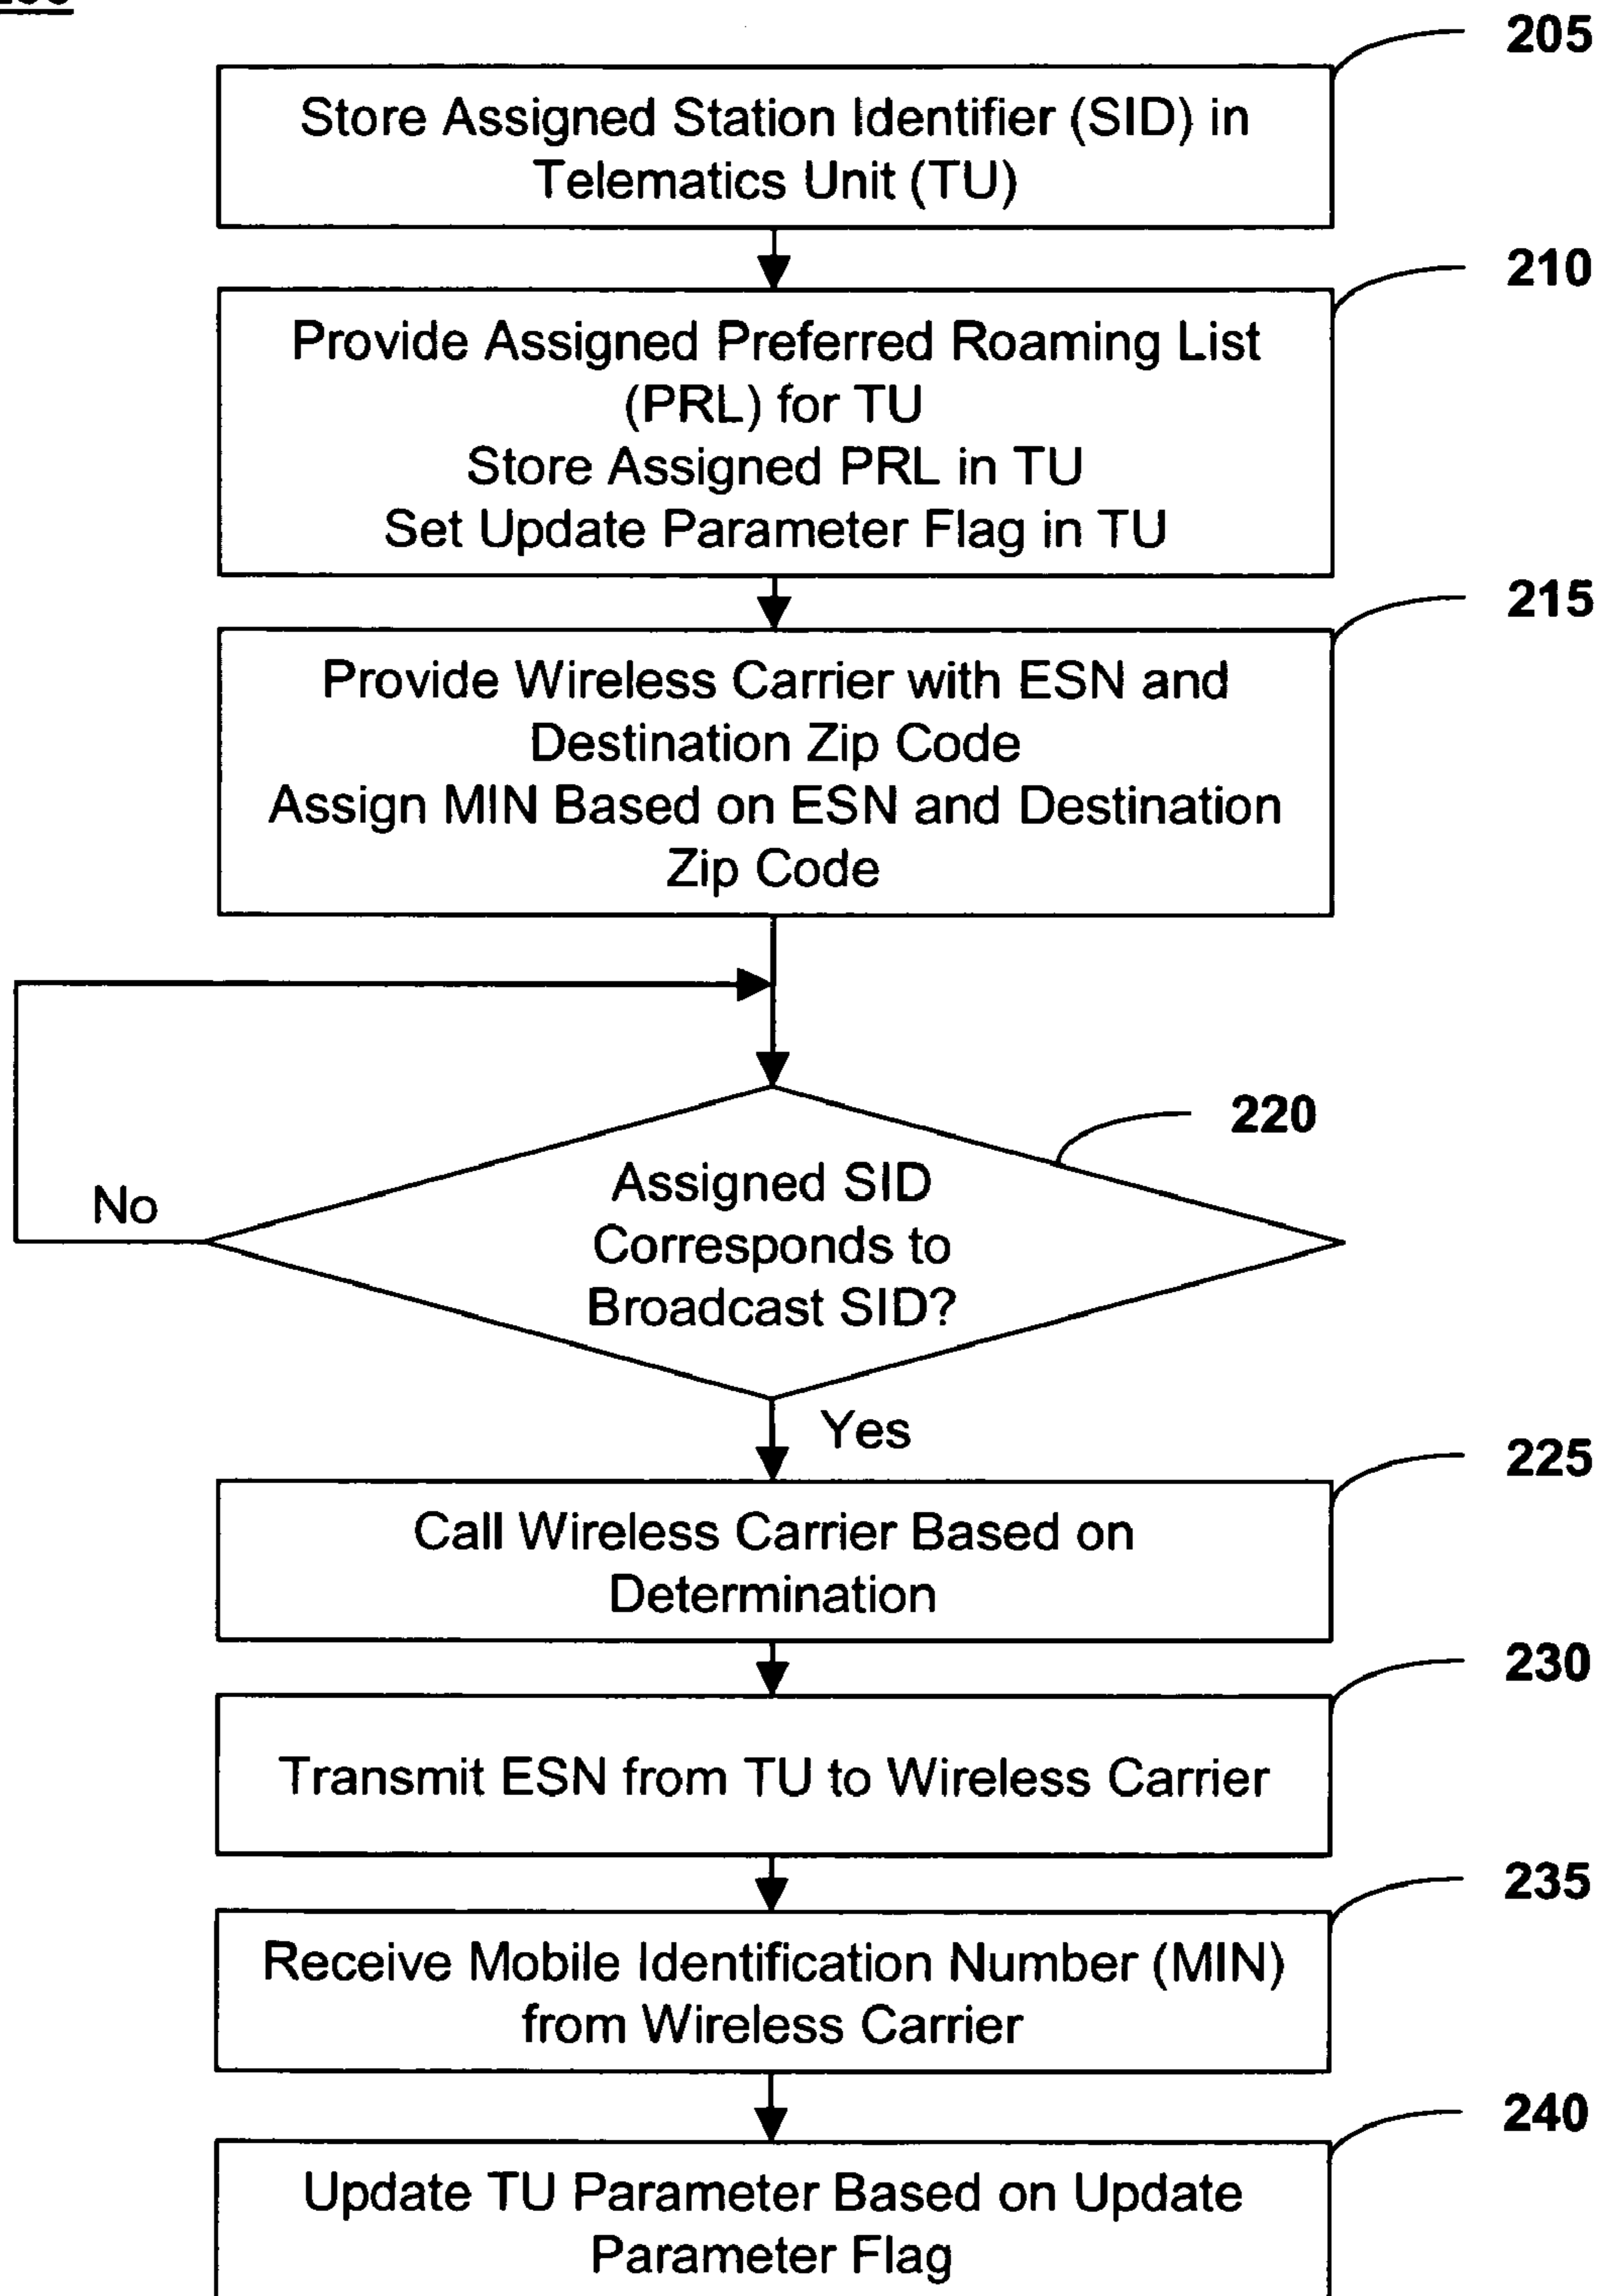 205
Store Assigned Station Identifier (SID) in
Telematics Unit (TU)
210
Provide Assigned Preferred Roaming List
(PRL) for TU
Store Assigned PRL in TU
Set Update Parameter Flag in TU
215
Provide Wireless Carrier with ESN and
Destination Zip Code
Assign MIN Based on ESN and Destination
Zip Code
220
Assigned SID
Corresponds to
Broadcast SID?
No
Yes
225
Call Wireless Carrier Based on
Determination
230
Transmit ESN from TU to Wireless Carrier
235
Receive Mobile Identification Number (MIN)
from Wireless Carrier
240
Update TU Parameter Based on Update
Parameter Flag